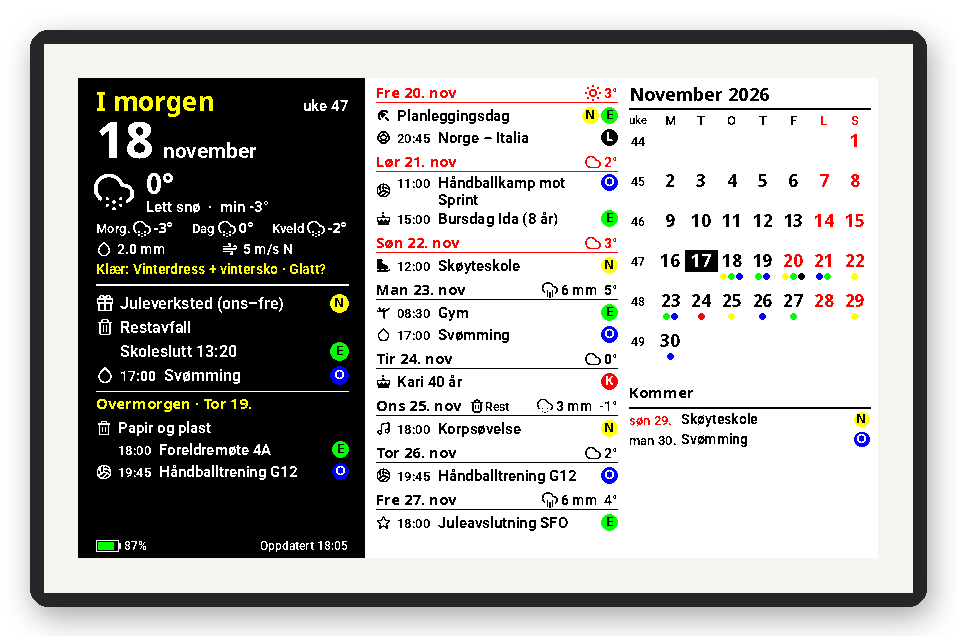 I morgen uke 47
18 november
0°
Lett snø · min -3°
Morg. -3° Dag 0° Kveld -2°
2.0 mm 5 m/s N
Klær: Vinterdress + vintersko · Glatt?
Juleverksted (ons–fre) N
Restavfall
Skoleslutt 13:20 E
17:00 Svømming O
Overmorgen · Tor 19.
Papir og plast
18:00 Foreldremøte 4A E
19:45 Håndballtrening G12 O
87% Oppdatert 18:05
Fre 20. nov 3°
Planleggingsdag N E
20:45 Norge – Italia L
Lør 21. nov 2°
11:00 Håndballkamp mot O
Sprint
15:00 Bursdag Ida (8 år) E
Søn 22. nov 3°
12:00 Skøyteskole N
Man 23. nov 6 mm 5°
08:30 Gym E
17:00 Svømming O
Tir 24. nov 0°
Kari 40 år K
Ons 25. nov Rest 3 mm -1°
18:00 Korpsøvelse N
Tor 26. nov 2°
19:45 Håndballtrening G12 O
Fre 27. nov 6 mm 4°
18:00 Juleavslutning SFO E
November 2026
uke M T O T F L S
44 1
45 2 3 4 5 6 7 8
46 9 10 11 12 13 14 15
47 16 17 18 19 20 21 22
48 23 24 25 26 27 28 29
49 30
Kommer
søn 29. Skøyteskole N
man 30. Svømming O